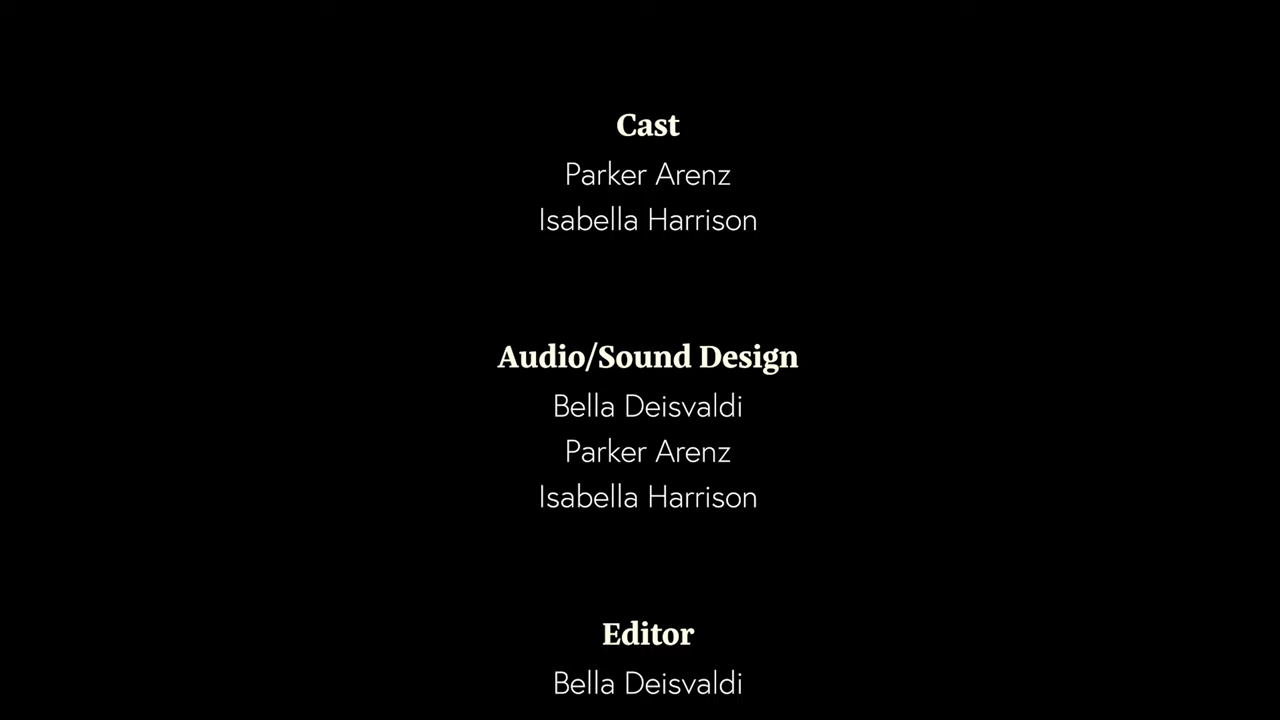 Cast
Parker Arenz
Isabella Harrison
Audio/Sound Design
Bella Deisvaldi
Parker Arenz
Isabella Harrison
Editor
Bella Deisvaldi